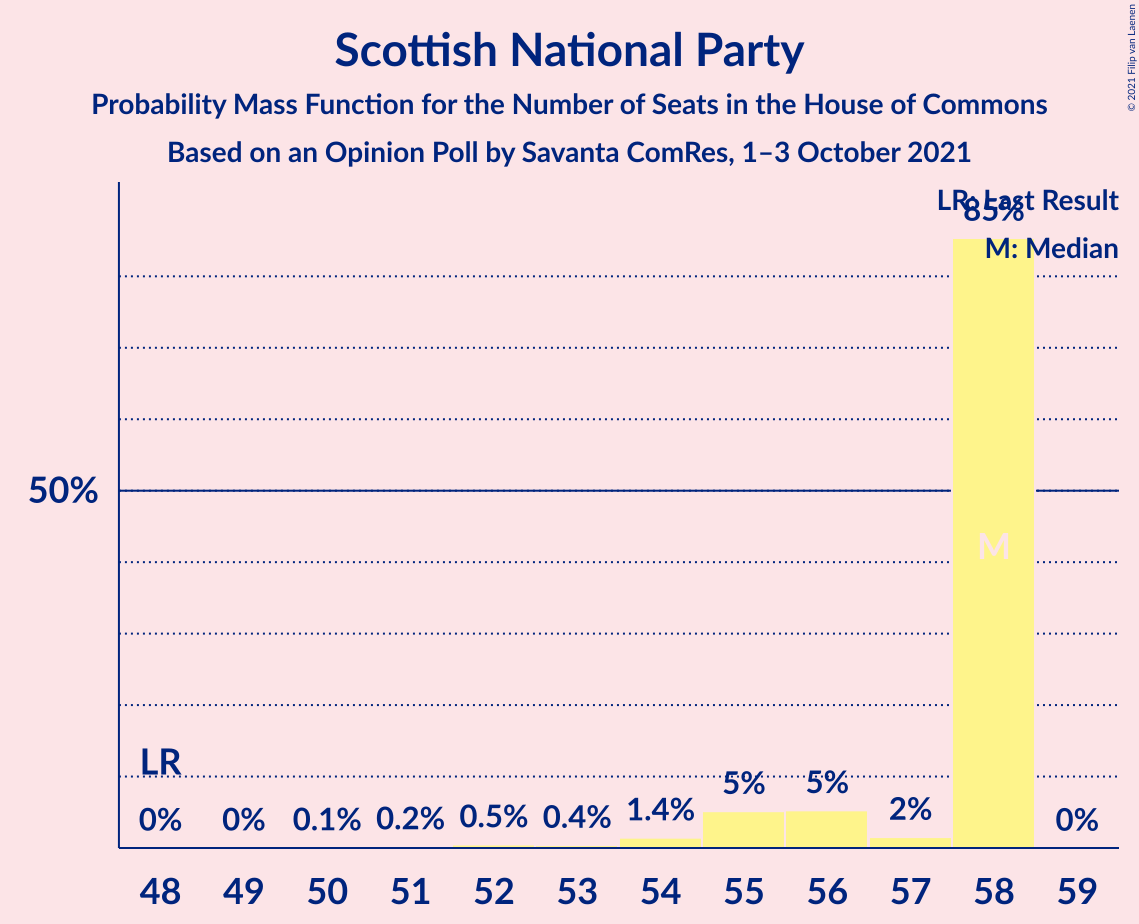 Scottish National Party
Probability Mass Function for the Number of Seats in the House of Commons
Based on an Opinion Poll by Savanta ComRes, 1–3 October 2021
© 2021 Filip van Laenen
LR: Last Result
85%
M: Median
50%
M
LR
0%
0%
0.1%
0.2%
0.5%
0.4%
1.4%
5%
5%
2%
0%
48 49 50 51 52 53 54 55 56 57 58 59